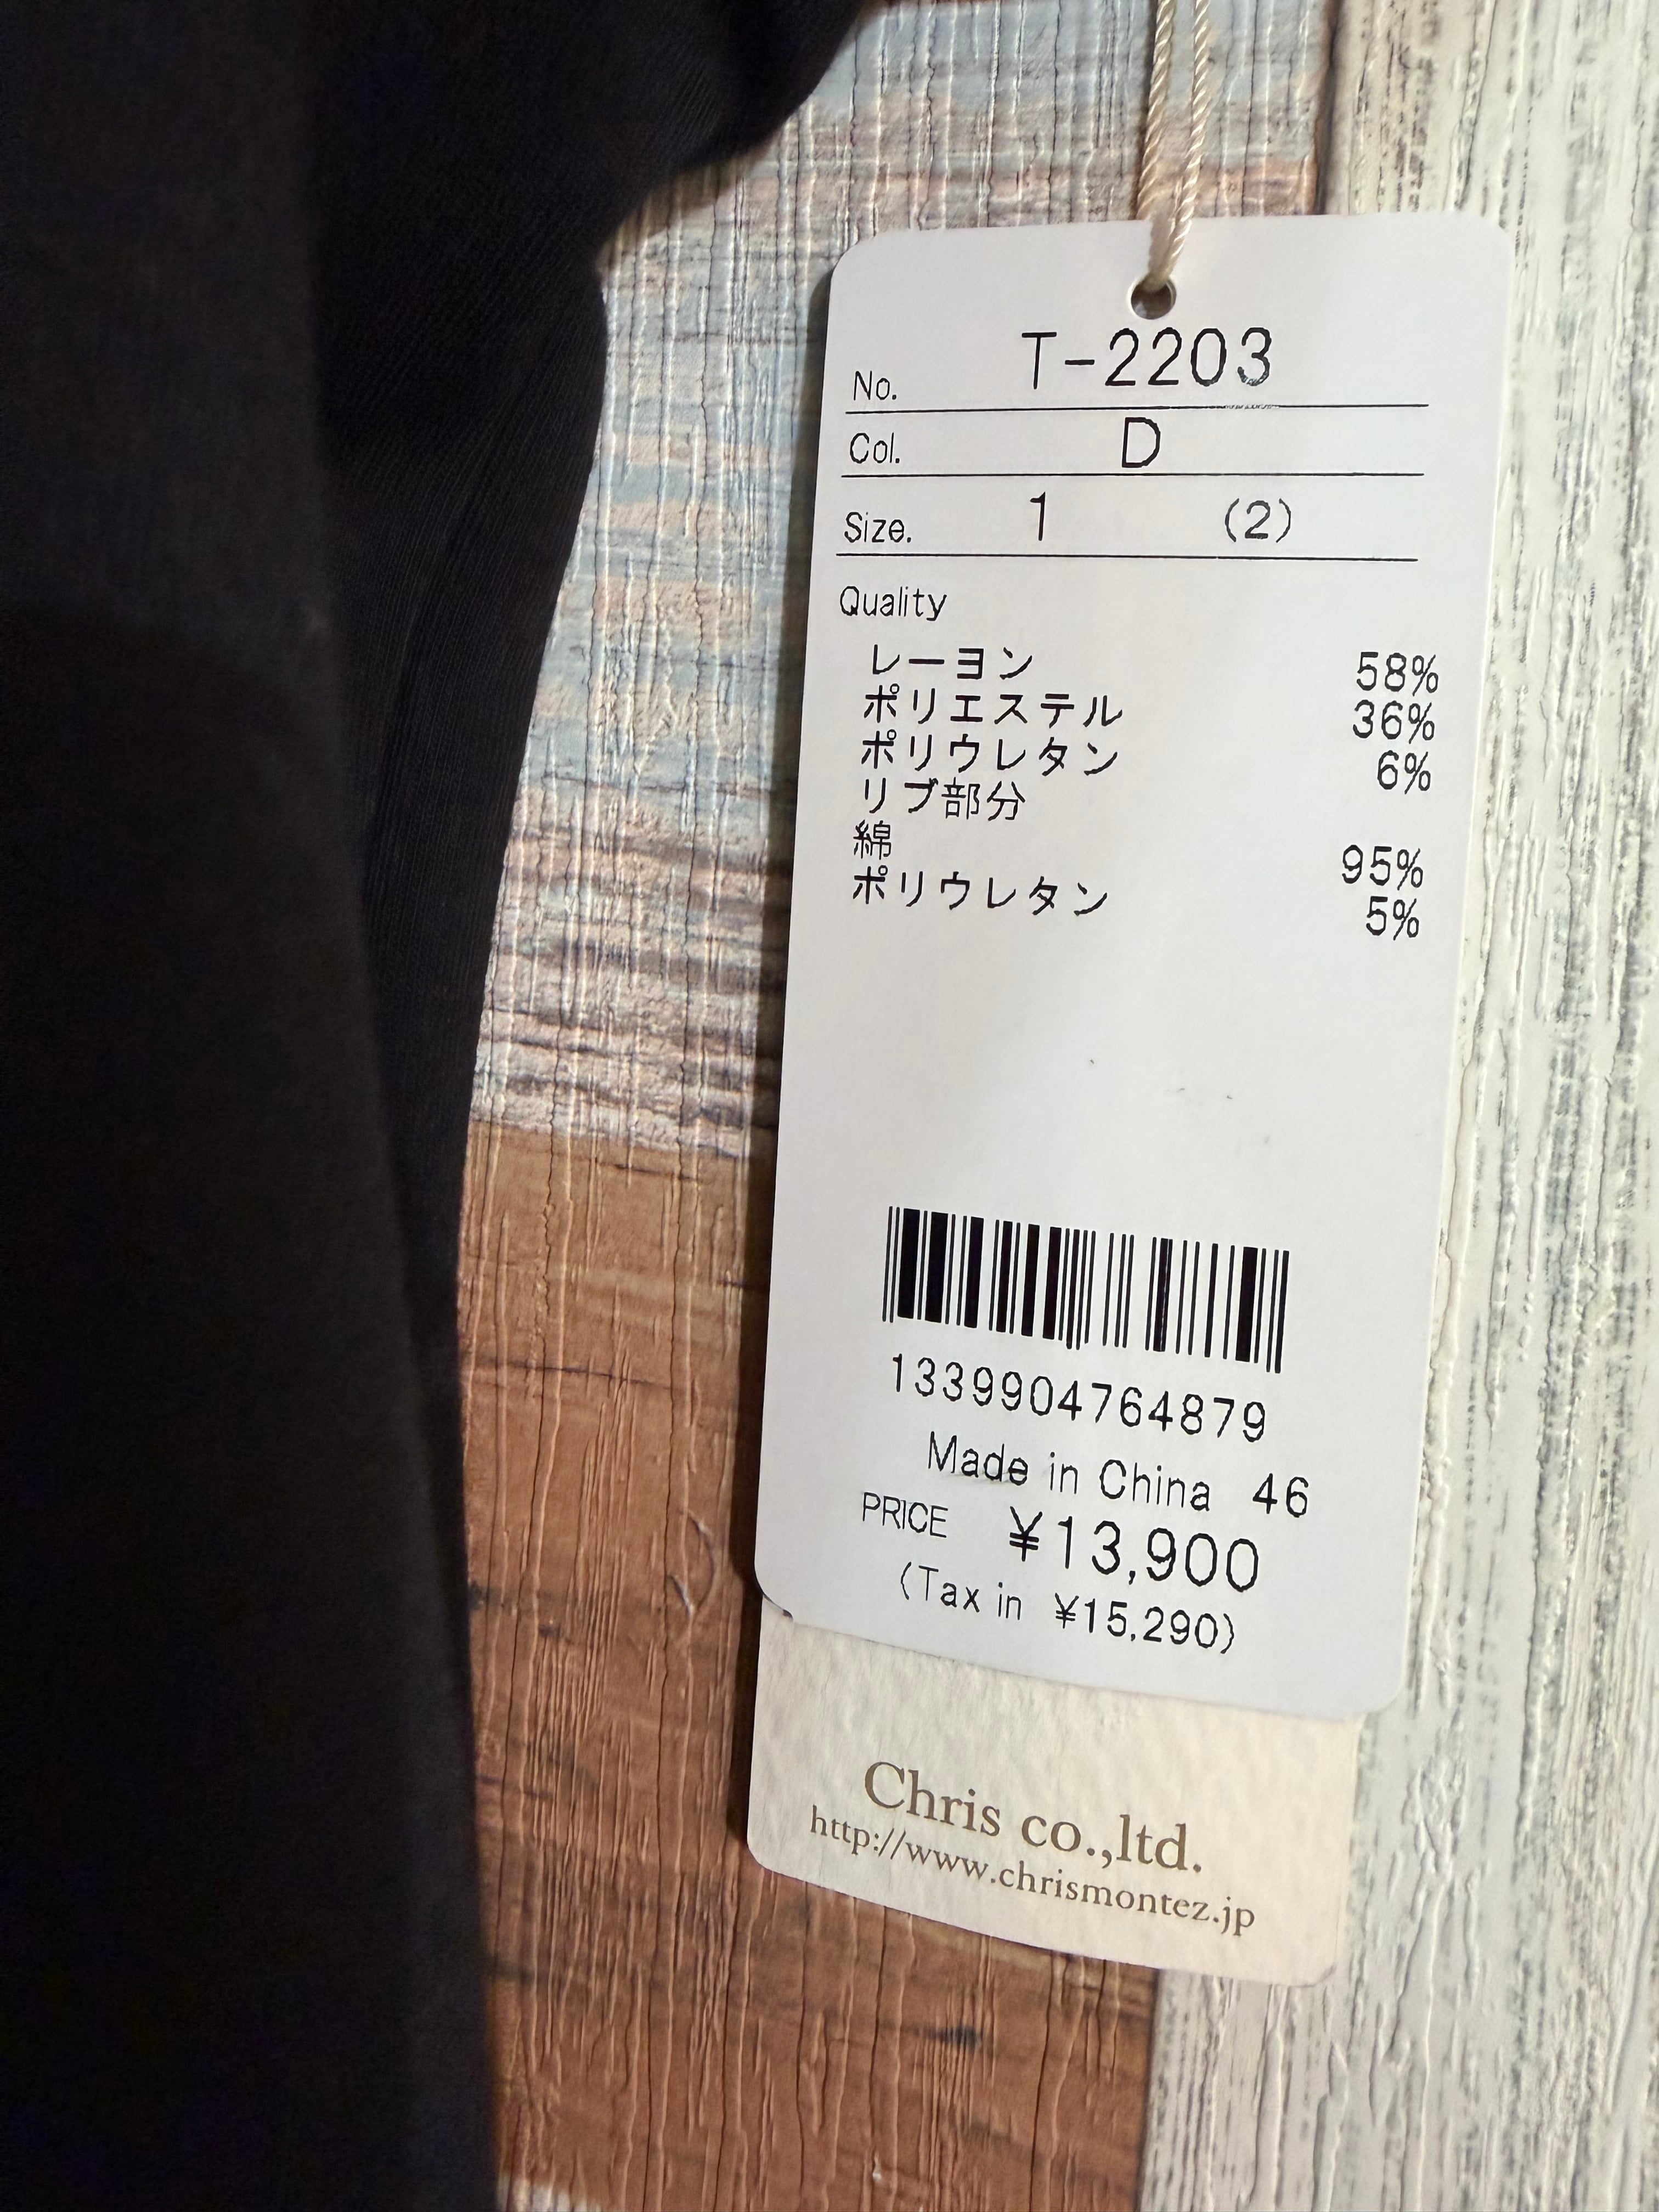 No. T-2203
Col. D
Size. 1 (2)
Quality
レーヨン 58%
ポリエステル 36%
ポリウレタン 6%
リブ部分
綿 95%
ポリウレタン 5%
1339904764879
Made in China 46
PRICE ¥13,900
(Tax in ¥15,290)
Chris co.,ltd.
http://www.chrismontez.jp